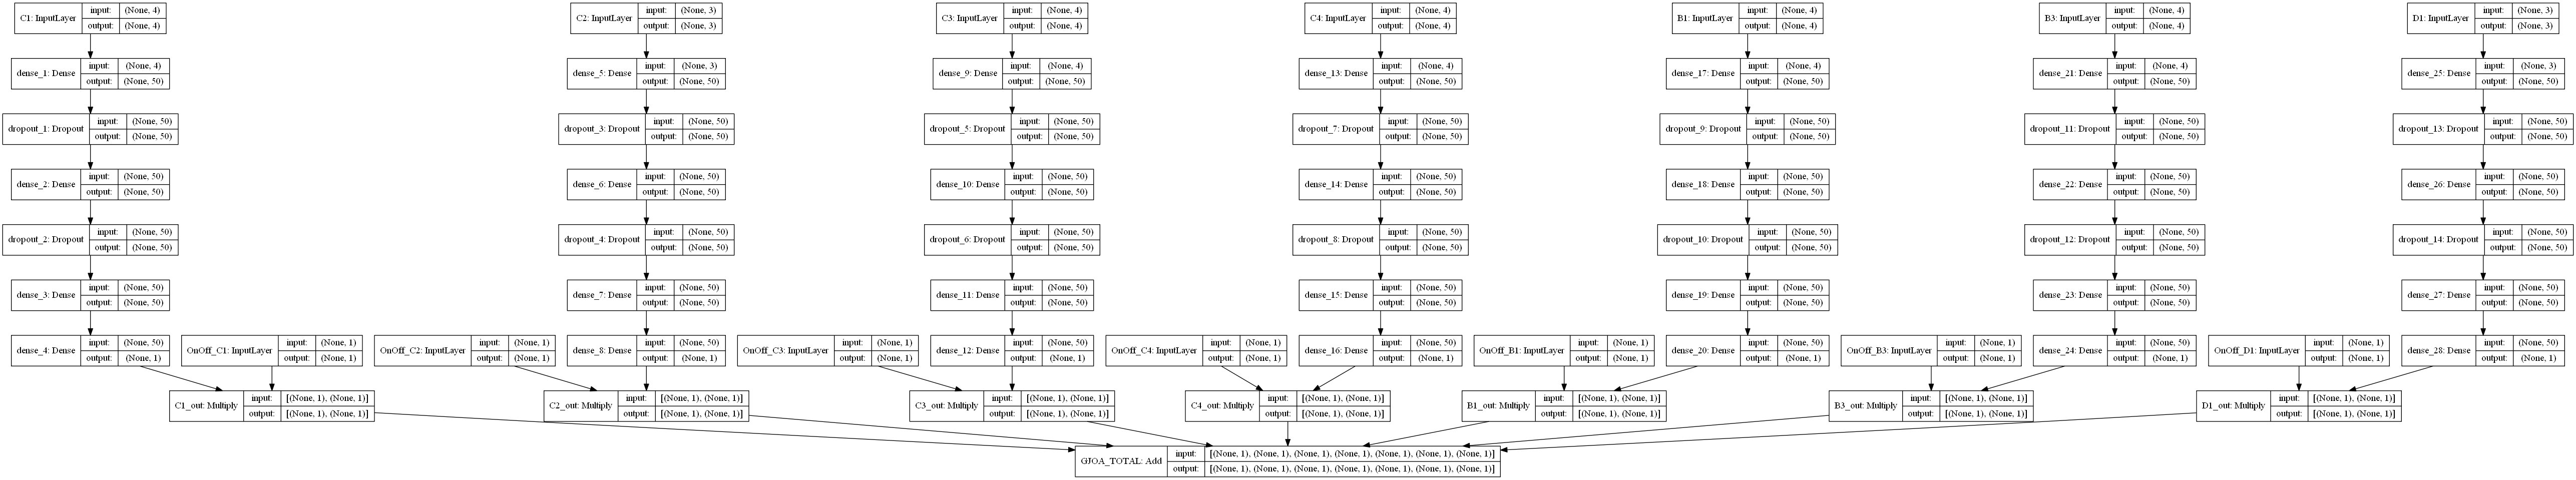 C1: InputLayer input: (None, 4) output: (None, 4)
C2: InputLayer input: (None, 3) output: (None, 3)
C3: InputLayer input: (None, 4) output: (None, 4)
C4: InputLayer input: (None, 4) output: (None, 4)
B1: InputLayer input: (None, 4) output: (None, 4)
B3: InputLayer input: (None, 4) output: (None, 4)
D1: InputLayer input: (None, 3) output: (None, 3)
dense_1: Dense input: (None, 4) output: (None, 50)
dense_5: Dense input: (None, 3) output: (None, 50)
dense_9: Dense input: (None, 4) output: (None, 50)
dense_13: Dense input: (None, 4) output: (None, 50)
dense_17: Dense input: (None, 4) output: (None, 50)
dense_21: Dense input: (None, 4) output: (None, 50)
dense_25: Dense input: (None, 3) output: (None, 50)
dropout_1: Dropout input: (None, 50) output: (None, 50)
dropout_3: Dropout input: (None, 50) output: (None, 50)
dropout_5: Dropout input: (None, 50) output: (None, 50)
dropout_7: Dropout input: (None, 50) output: (None, 50)
dropout_9: Dropout input: (None, 50) output: (None, 50)
dropout_11: Dropout input: (None, 50) output: (None, 50)
dropout_13: Dropout input: (None, 50) output: (None, 50)
dense_2: Dense input: (None, 50) output: (None, 50)
dense_6: Dense input: (None, 50) output: (None, 50)
dense_10: Dense input: (None, 50) output: (None, 50)
dense_14: Dense input: (None, 50) output: (None, 50)
dense_18: Dense input: (None, 50) output: (None, 50)
dense_22: Dense input: (None, 50) output: (None, 50)
dense_26: Dense input: (None, 50) output: (None, 50)
dropout_2: Dropout input: (None, 50) output: (None, 50)
dropout_4: Dropout input: (None, 50) output: (None, 50)
dropout_6: Dropout input: (None, 50) output: (None, 50)
dropout_8: Dropout input: (None, 50) output: (None, 50)
dropout_10: Dropout input: (None, 50) output: (None, 50)
dropout_12: Dropout input: (None, 50) output: (None, 50)
dropout_14: Dropout input: (None, 50) output: (None, 50)
dense_3: Dense input: (None, 50) output: (None, 50)
dense_7: Dense input: (None, 50) output: (None, 50)
dense_11: Dense input: (None, 50) output: (None, 50)
dense_15: Dense input: (None, 50) output: (None, 50)
dense_19: Dense input: (None, 50) output: (None, 50)
dense_23: Dense input: (None, 50) output: (None, 50)
dense_27: Dense input: (None, 50) output: (None, 50)
dense_4: Dense input: (None, 50) output: (None, 1)
OnOff_C1: InputLayer input: (None, 1) output: (None, 1)
OnOff_C2: InputLayer input: (None, 1) output: (None, 1)
dense_8: Dense input: (None, 50) output: (None, 1)
OnOff_C3: InputLayer input: (None, 1) output: (None, 1)
dense_12: Dense input: (None, 50) output: (None, 1)
OnOff_C4: InputLayer input: (None, 1) output: (None, 1)
dense_16: Dense input: (None, 50) output: (None, 1)
OnOff_B1: InputLayer input: (None, 1) output: (None, 1)
dense_20: Dense input: (None, 50) output: (None, 1)
OnOff_B3: InputLayer input: (None, 1) output: (None, 1)
dense_24: Dense input: (None, 50) output: (None, 1)
OnOff_D1: InputLayer input: (None, 1) output: (None, 1)
dense_28: Dense input: (None, 50) output: (None, 1)
C1_out: Multiply input: [(None, 1), (None, 1)] output: [(None, 1), (None, 1)]
C2_out: Multiply input: [(None, 1), (None, 1)] output: [(None, 1), (None, 1)]
C3_out: Multiply input: [(None, 1), (None, 1)] output: [(None, 1), (None, 1)]
C4_out: Multiply input: [(None, 1), (None, 1)] output: [(None, 1), (None, 1)]
B1_out: Multiply input: [(None, 1), (None, 1)] output: [(None, 1), (None, 1)]
B3_out: Multiply input: [(None, 1), (None, 1)] output: [(None, 1), (None, 1)]
D1_out: Multiply input: [(None, 1), (None, 1)] output: [(None, 1), (None, 1)]
GJOA_TOTAL: Add input: [(None, 1), (None, 1), (None, 1), (None, 1), (None, 1), (None, 1), (None, 1)] output: [(None, 1), (None, 1), (None, 1), (None, 1), (None, 1), (None, 1), (None, 1)]